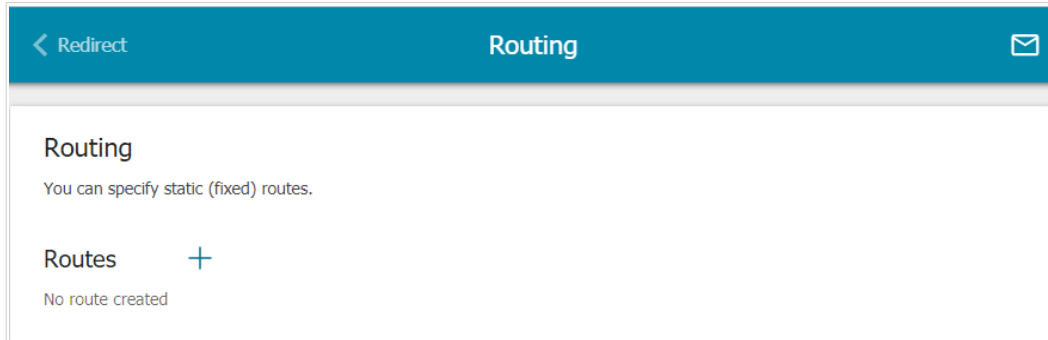 Redirect
Routing
Routing
You can specify static (fixed) routes.
Routes
No route created